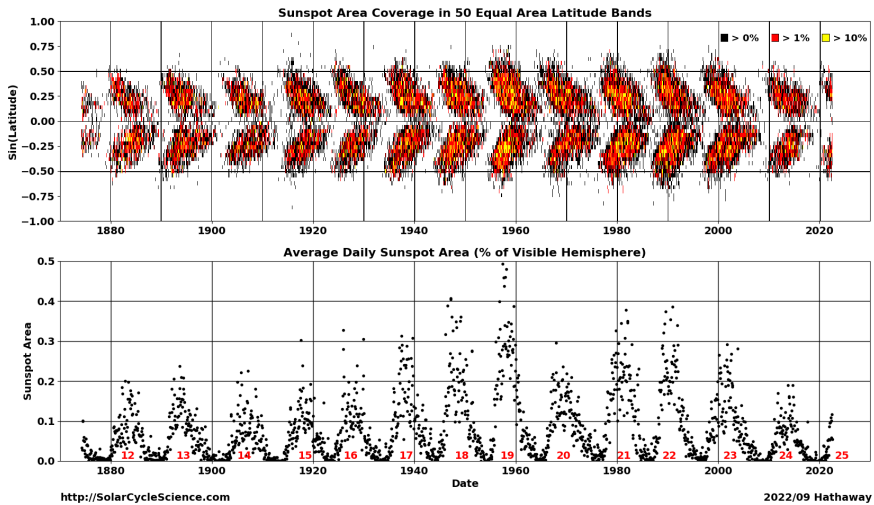 Sunspot Area Coverage in 50 Equal Area Latitude Bands
1.00
> 0% > 1% > 10%
0.75
0.50
0.25
0.00
−0.25
−0.50
−0.75
−1.00
Sin(Latitude)
1880 1900 1920 1940 1960 1980 2000 2020
Average Daily Sunspot Area (% of Visible Hemisphere)
0.5
0.4
0.3
0.2
0.1
0.0
Sunspot Area
12 13 14 15 16 17 18 19 20 21 22 23 24 25
1880 1900 1920 1940 1960 1980 2000 2020
Date
http://SolarCycleScience.com 2022/09 Hathaway